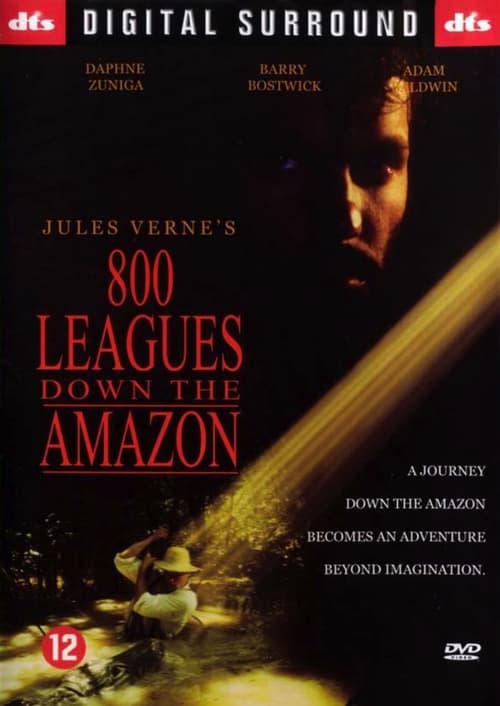 dts DIGITAL SURROUND dts
DAPHNE ZUNIGA
BARRY BOSTWICK
ADAM
JULES VERNE'S
800
LEAGUES
DOWN THE
AMAZON
A JOURNEY
DOWN THE AMAZON
BECOMES AN ADVENTURE
BEYOND IMAGINATION.
12
DVD
VIDEO